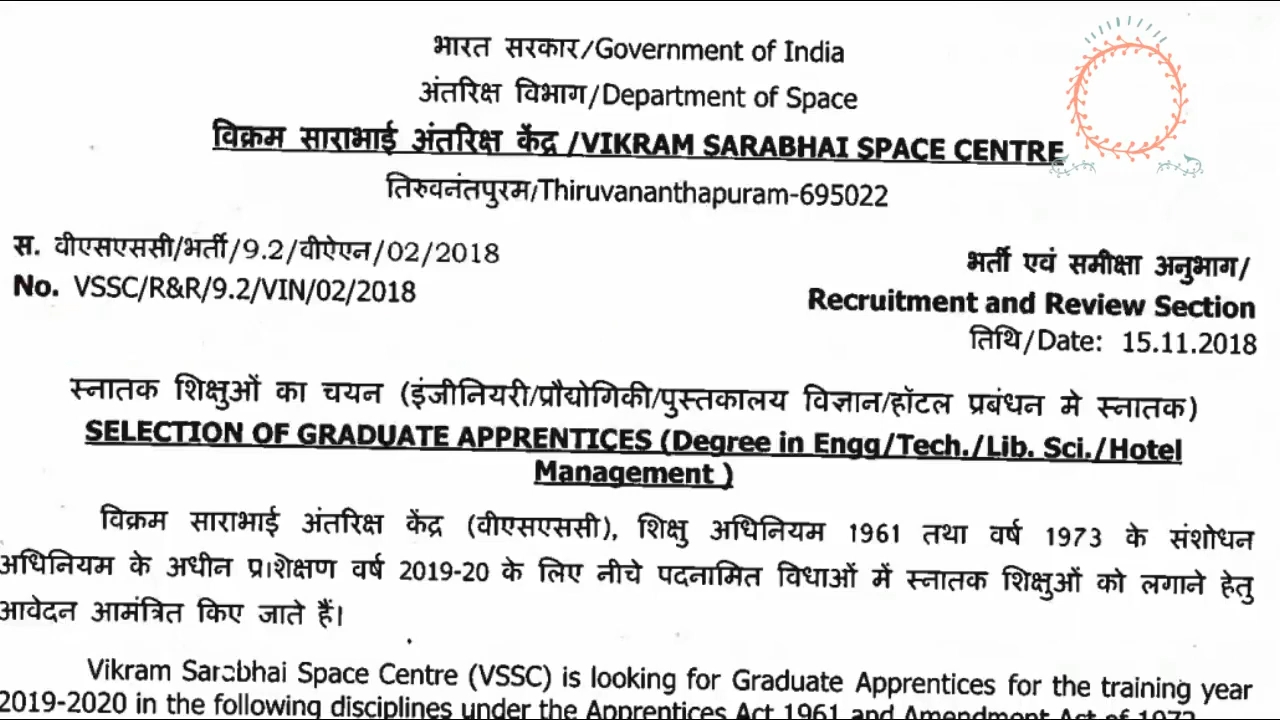 भारत सरकार/Government of India
अंतरिक्ष विभाग/Department of Space
विक्रम साराभाई अंतरिक्ष केंद्र /VIKRAM SARABHAI SPACE CENTRE
तिरुवनंतपुरम/Thiruvananthapuram-695022
स. वीएसएससी/भर्ती/9.2/वीऐएन/02/2018
No. VSSC/R&R/9.2/VIN/02/2018
भर्ती एवं समीक्षा अनुभाग/
Recruitment and Review Section
तिथि/Date: 15.11.2018
स्नातक शिक्षुओं का चयन (इंजीनियरी/प्रौद्योगिकी/पुस्तकालय विज्ञान/हॉटल प्रबंधन मे स्नातक)
SELECTION OF GRADUATE APPRENTICES (Degree in Engg/Tech./Lib. Sci./Hotel
Management )
विक्रम साराभाई अंतरिक्ष केंद्र (वीएसएससी), शिक्षु अधिनियम 1961 तथा वर्ष 1973 के संशोधन
अधिनियम के अधीन प्रशिक्षण वर्ष 2019-20 के लिए नीचे पदनामित विधाओं में स्नातक शिक्षुओं को लगाने हेतु
आवेदन आमंत्रित किए जाते हैं।
Vikram Sarabhai Space Centre (VSSC) is looking for Graduate Apprentices for the training year
2019-2020 in the following disciplines under the Apprentices Act 1961 and Amendment Act of 1973